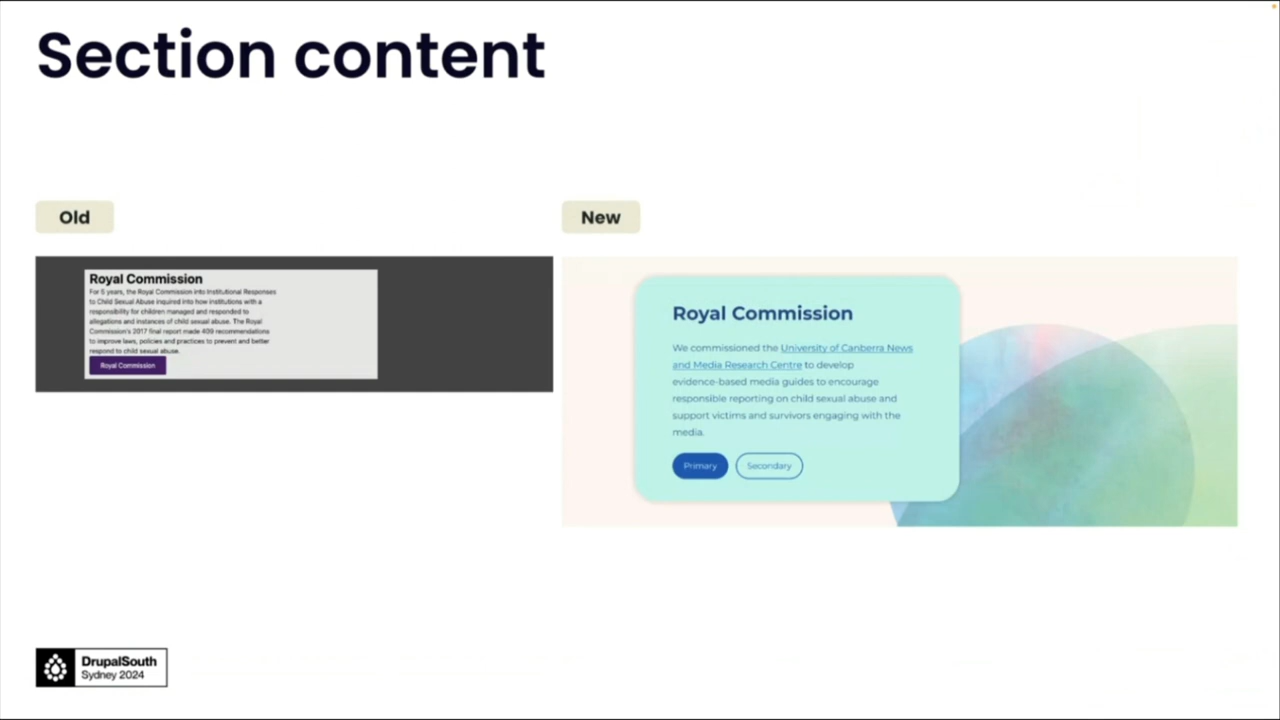 Section content
Old
New
Royal Commission
For 5 years, the Royal Commission into Institutional Responses
to Child Sexual Abuse inquired into how institutions with a
responsibility for children managed and responded to
allegations and instances of child sexual abuse. The Royal
Commission's 2017 final report made 409 recommendations
to improve laws, policies and practices to prevent and better
respond to child sexual abuse.
Royal Commission
Royal Commission
We commissioned the University of Canberra News
and Media Research Centre to develop
evidence-based media guides to encourage
responsible reporting on child sexual abuse and
support victims and survivors engaging with the
media.
Primary
Secondary
DrupalSouth
Sydney 2024